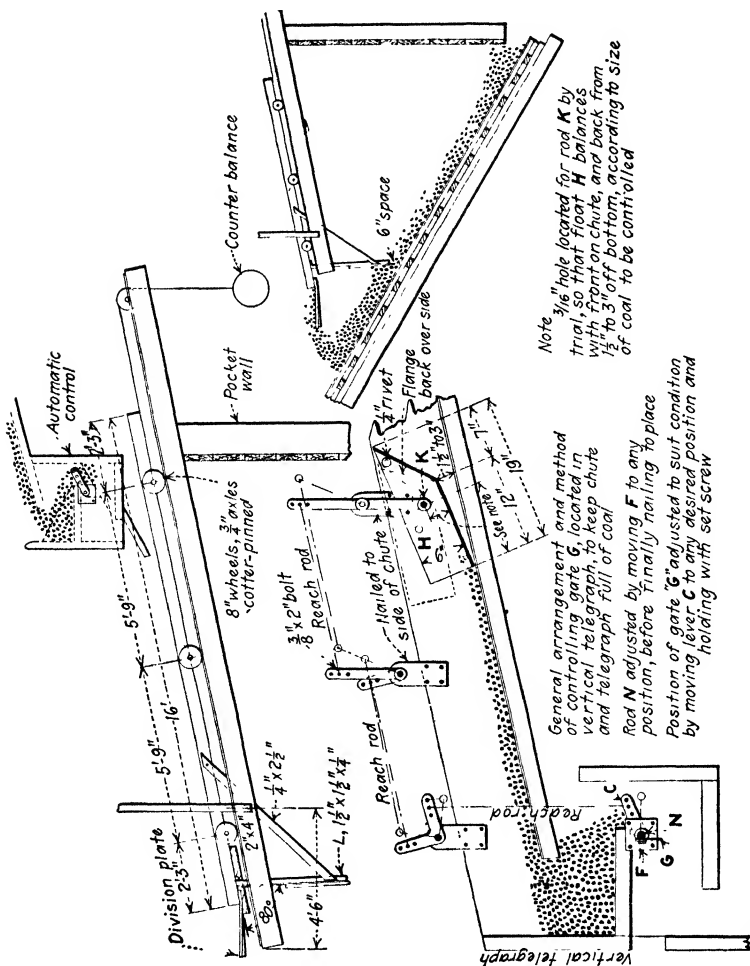 Automatic
control
2'3"
5'-9"
5'-9"
16'
Division plate
2'-3"
8" wheels, 3/4" axles
cotter-pinned
Pocket
wall
Counter balance
2'4"
80°
1/4" x 2 1/2"
L, 1 1/2" x 1 1/2" x 1/4"
4'-6"
6" space
Reach rod
3/8" x 2" bolt
Reach rod
Nailed to
side of chute
H
6"
K
1/4" rivet
Flange
back over side
1 1/2" to 3"
See note
7"
12"
19"
Reach rod
Vertical telegraph
C
F
N
G
General arrangement and method
of controlling gate G, located in
vertical telegraph, to keep chute
and telegraph full of coal
Rod N adjusted by moving F to any
position, before finally nailing to place
Position of gate "G" adjusted to suit condition
by moving lever C to any desired position and
holding with set screw
Note 3/16" hole located for rod K by
trial, so that float H balances
with front on chute, and back from
1 1/2" to 3" off bottom, according to size
of coal to be controlled